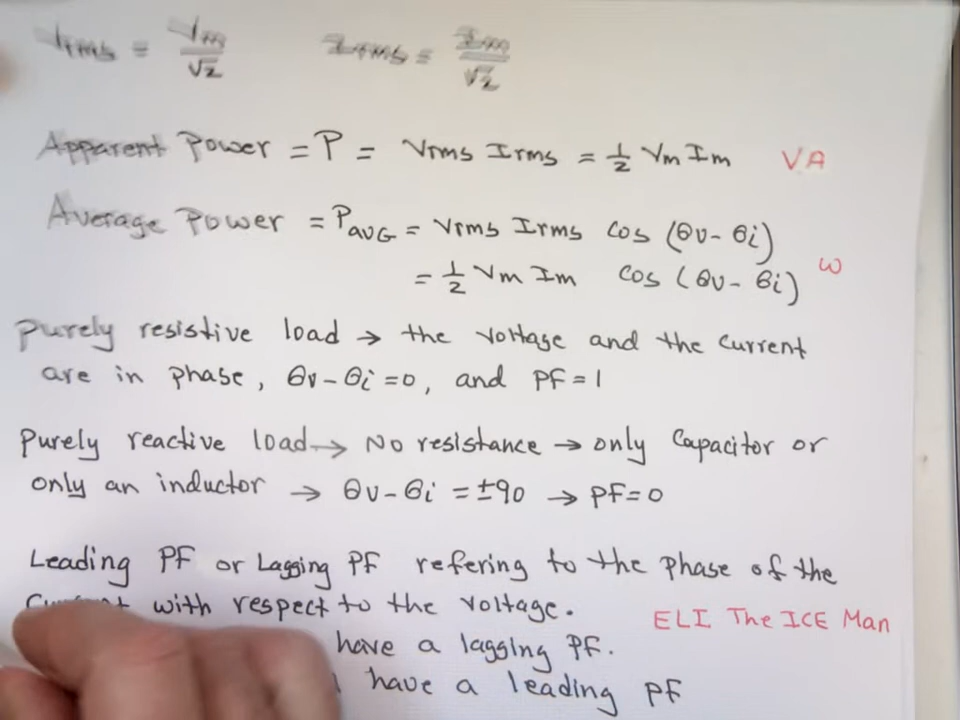 Vrms = Vm/√2   Irms = Im/√2
Apparent Power = P = Vrms Irms = 1/2 Vm Im   VA
Average Power = PAVG = Vrms Irms cos (θv - θi)
= 1/2 Vm Im cos (θv - θi)   W
Purely resistive load → the voltage and the current
are in phase, θv - θi = 0, and PF = 1
Purely reactive load → No resistance → only Capacitor or
only an inductor → θv - θi = ±90 → PF = 0
Leading PF or Lagging PF refering to the phase of the
Current with respect to the voltage.
ELI The ICE Man
have a lagging PF.
have a leading PF